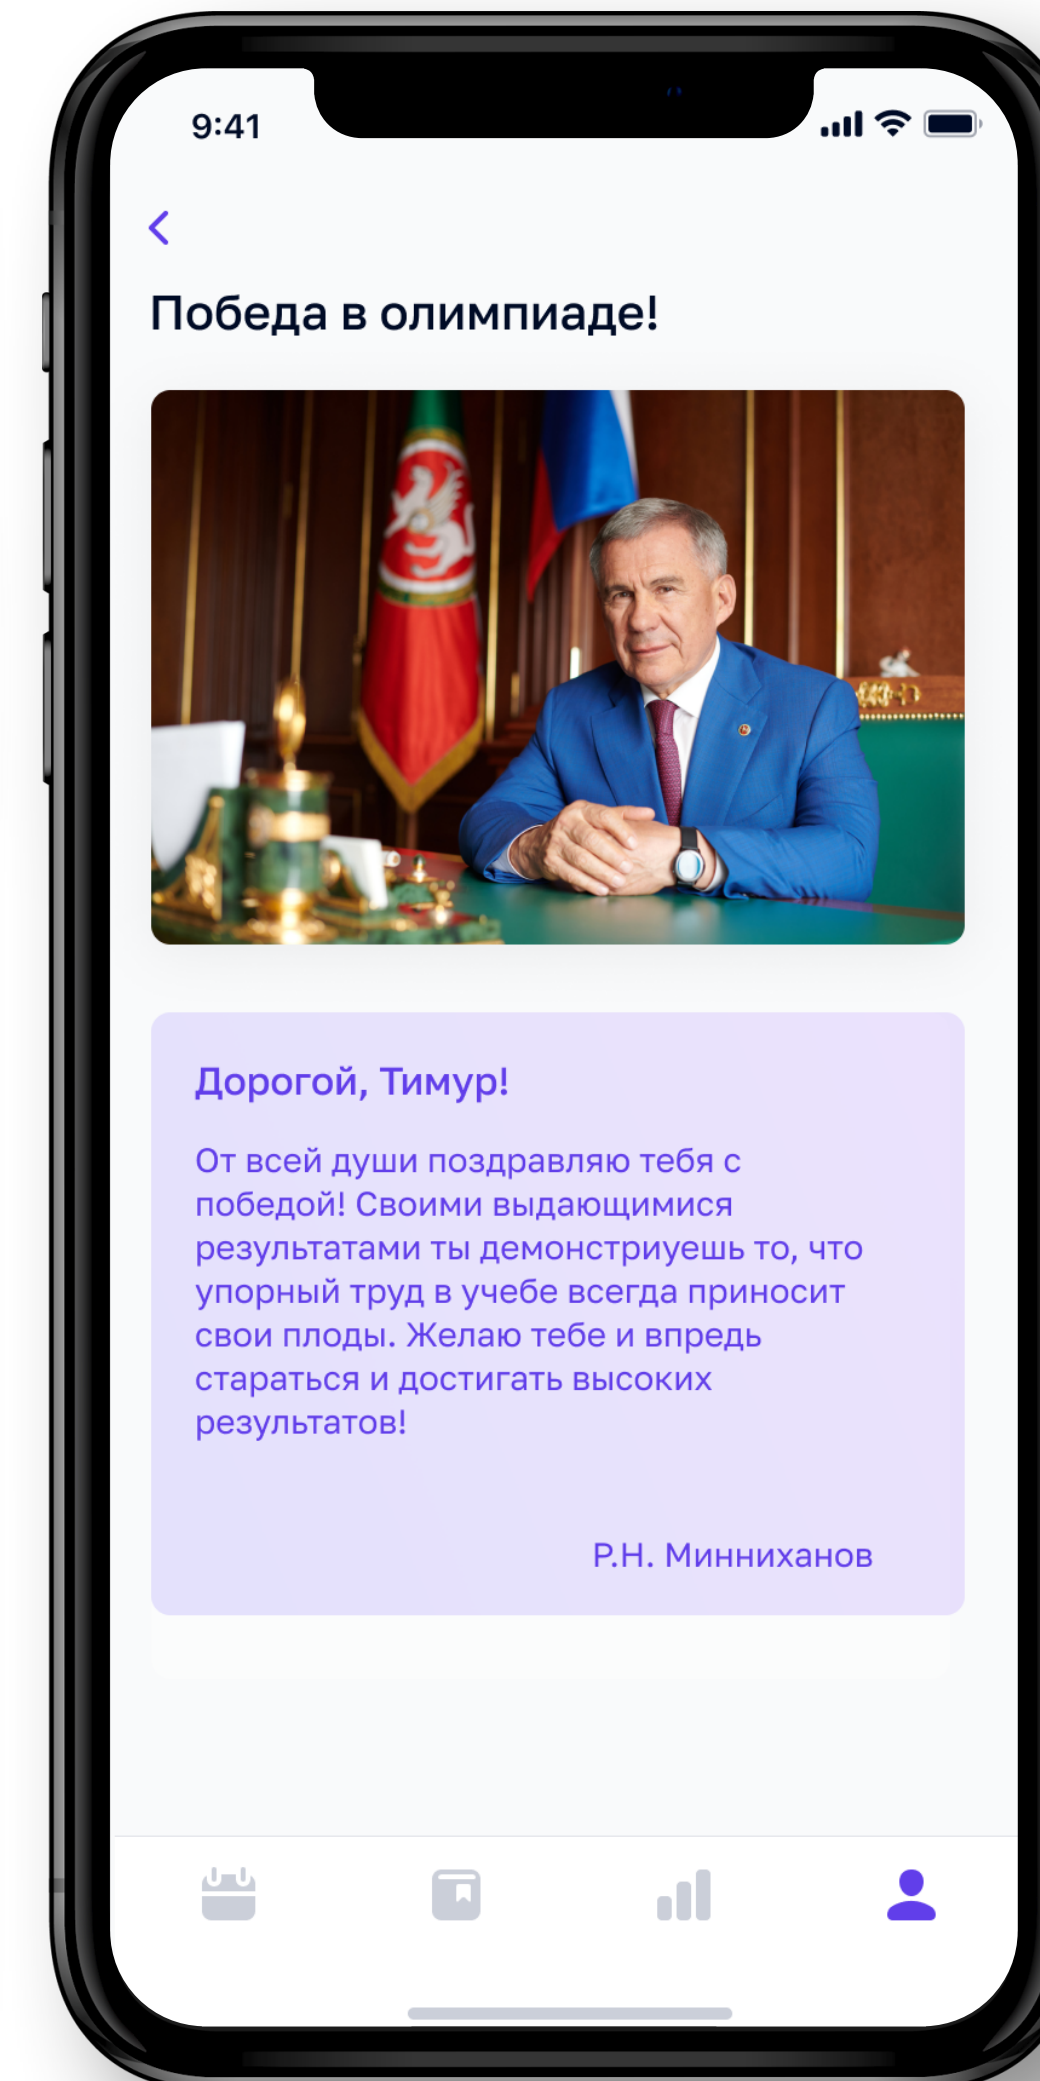 9:41
Победа в олимпиаде!
Дорогой, Тимур!
От всей души поздравляю тебя с
победой! Своими выдающимися
результатами ты демонстриуешь то, что
упорный труд в учебе всегда приносит
свои плоды. Желаю тебе и впредь
стараться и достигать высоких
результатов!
Р.Н. Минниханов